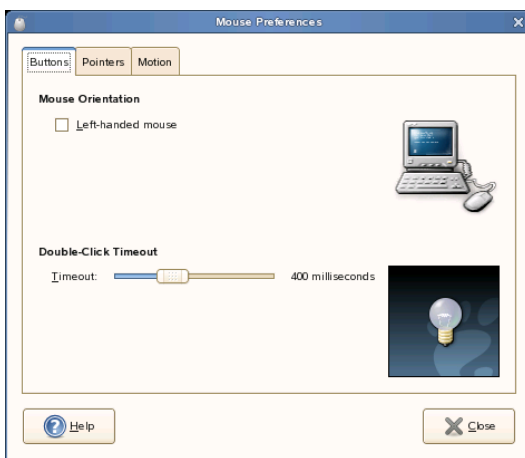 Mouse Preferences
Buttons Pointers Motion
Mouse Orientation
Left-handed mouse
Double-Click Timeout
Timeout: 400 milliseconds
Help Close